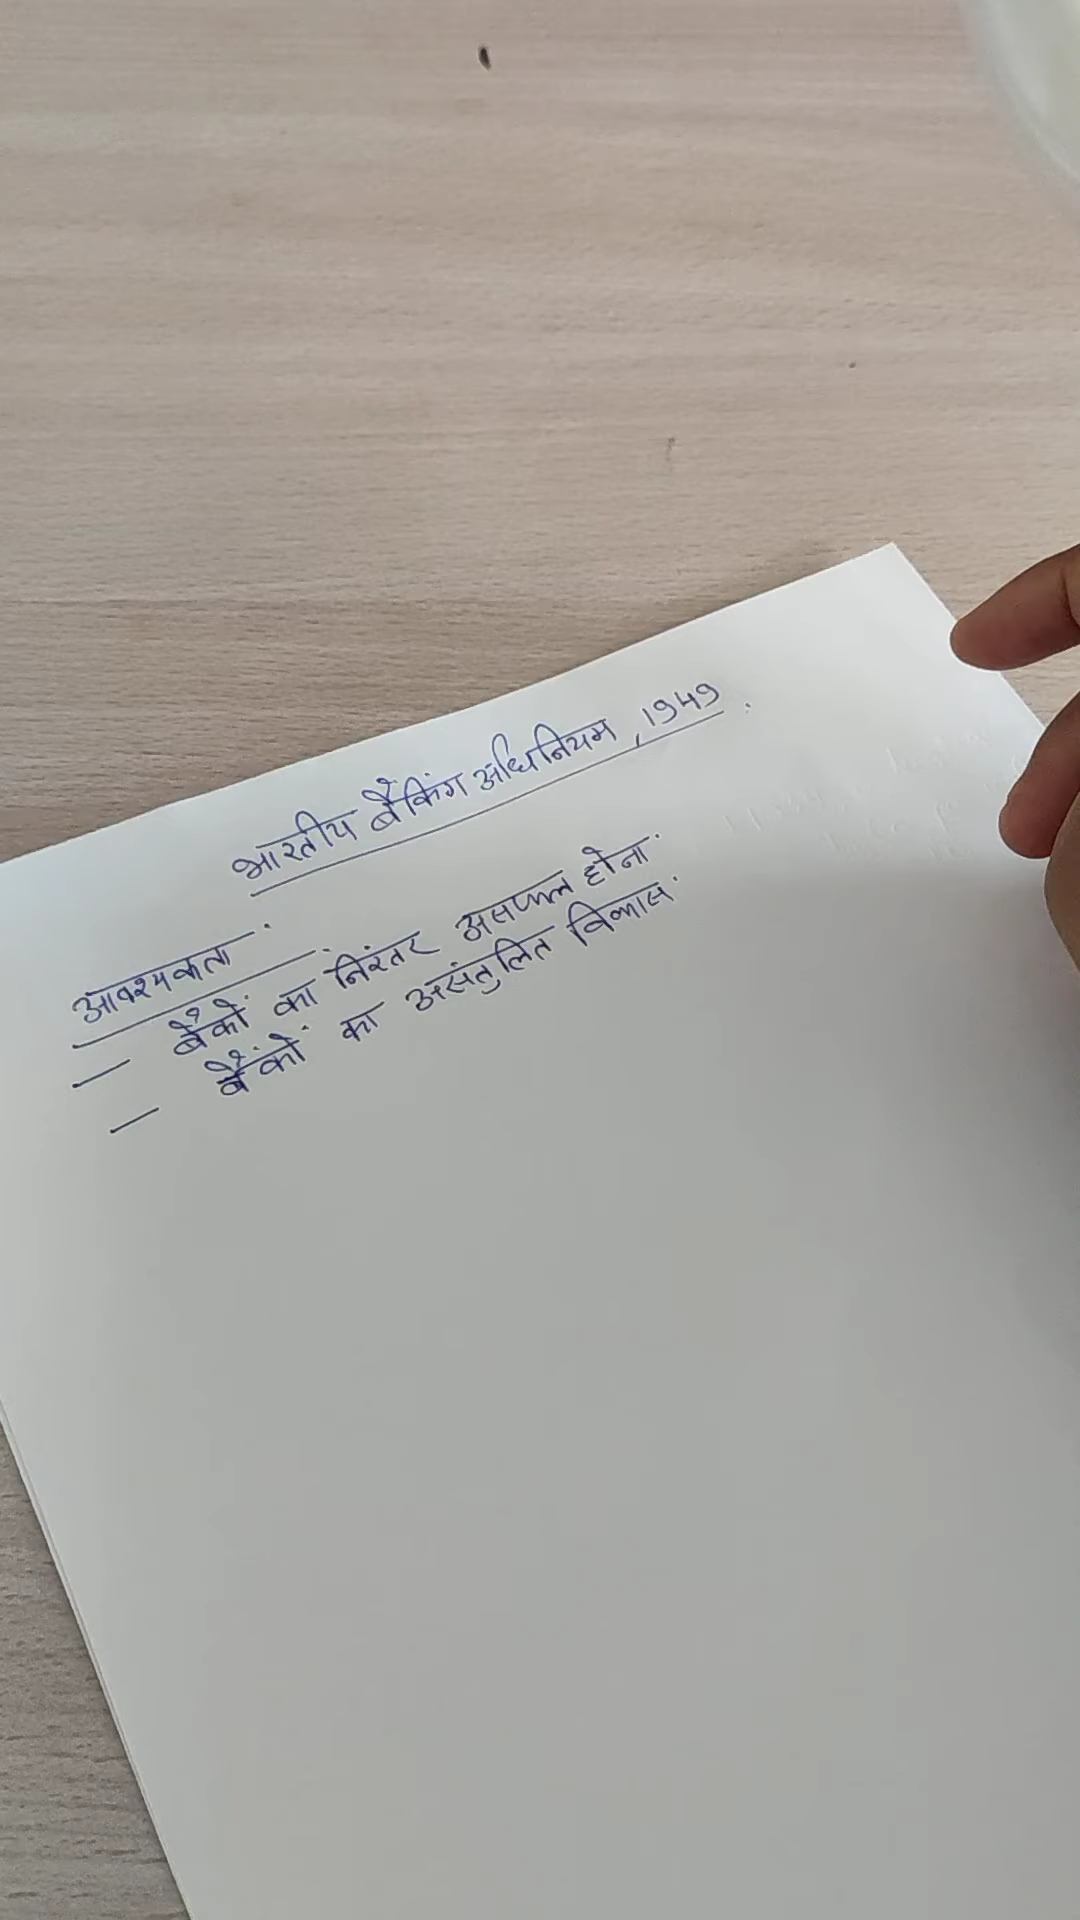 भारतीय बैंकिंग अधिनियम, 1949.
आवश्यकता
— बैंकों का निरंतर असफल होना.
— बैंकों का असंतुलित विकास.